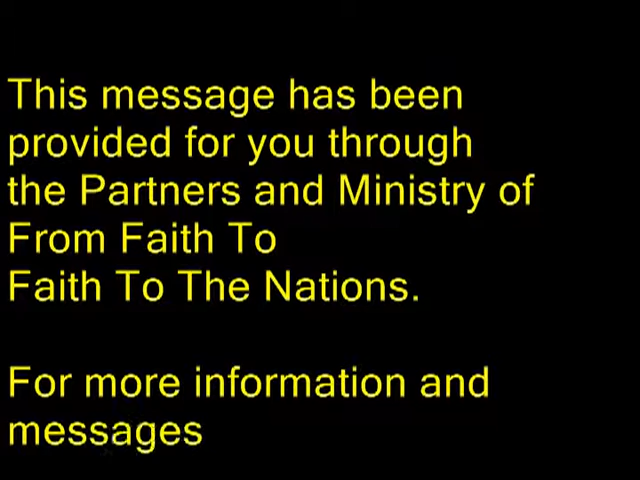 This message has been
provided for you through
the Partners and Ministry of
From Faith To
Faith To The Nations.
For more information and
messages